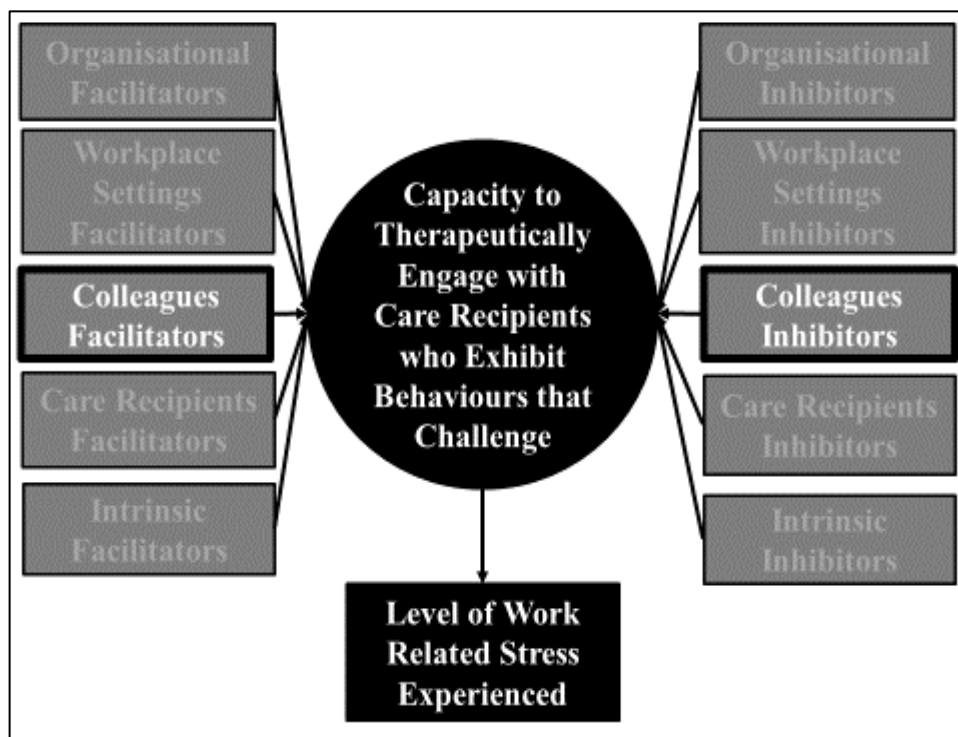 Organisational
Facilitators
Workplace
Settings
Facilitators
Colleagues
Facilitators
Care Recipients
Facilitators
Intrinsic
Facilitators
Capacity to
Therapeutically
Engage with
Care Recipients
who Exhibit
Behaviours that
Challenge
Level of Work
Related Stress
Experienced
Organisational
Inhibitors
Workplace
Settings
Inhibitors
Colleagues
Inhibitors
Care Recipients
Inhibitors
Intrinsic
Inhibitors